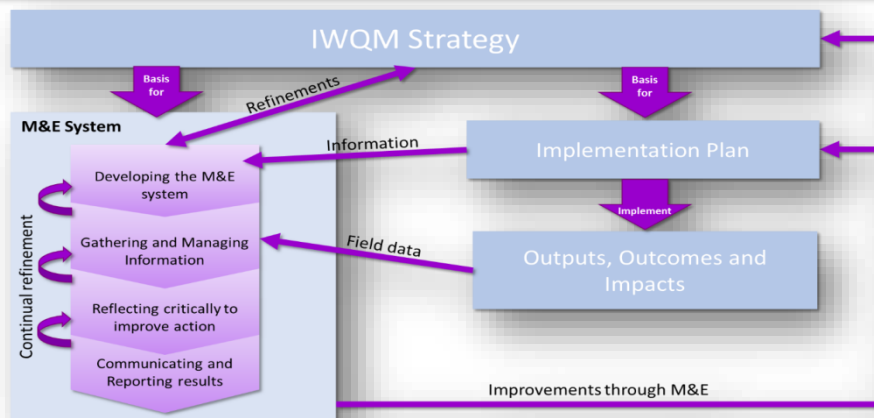 IWQM Strategy
Basis
for
Refinements
Basis
for
M&E System
Information
Implementation Plan
Developing the M&E
system
Implement
Continual refinement
Gathering and Managing
Information
Field data
Outputs, Outcomes and
Impacts
Reflecting critically to
improve action
Communicating and
Reporting results
Improvements through M&E